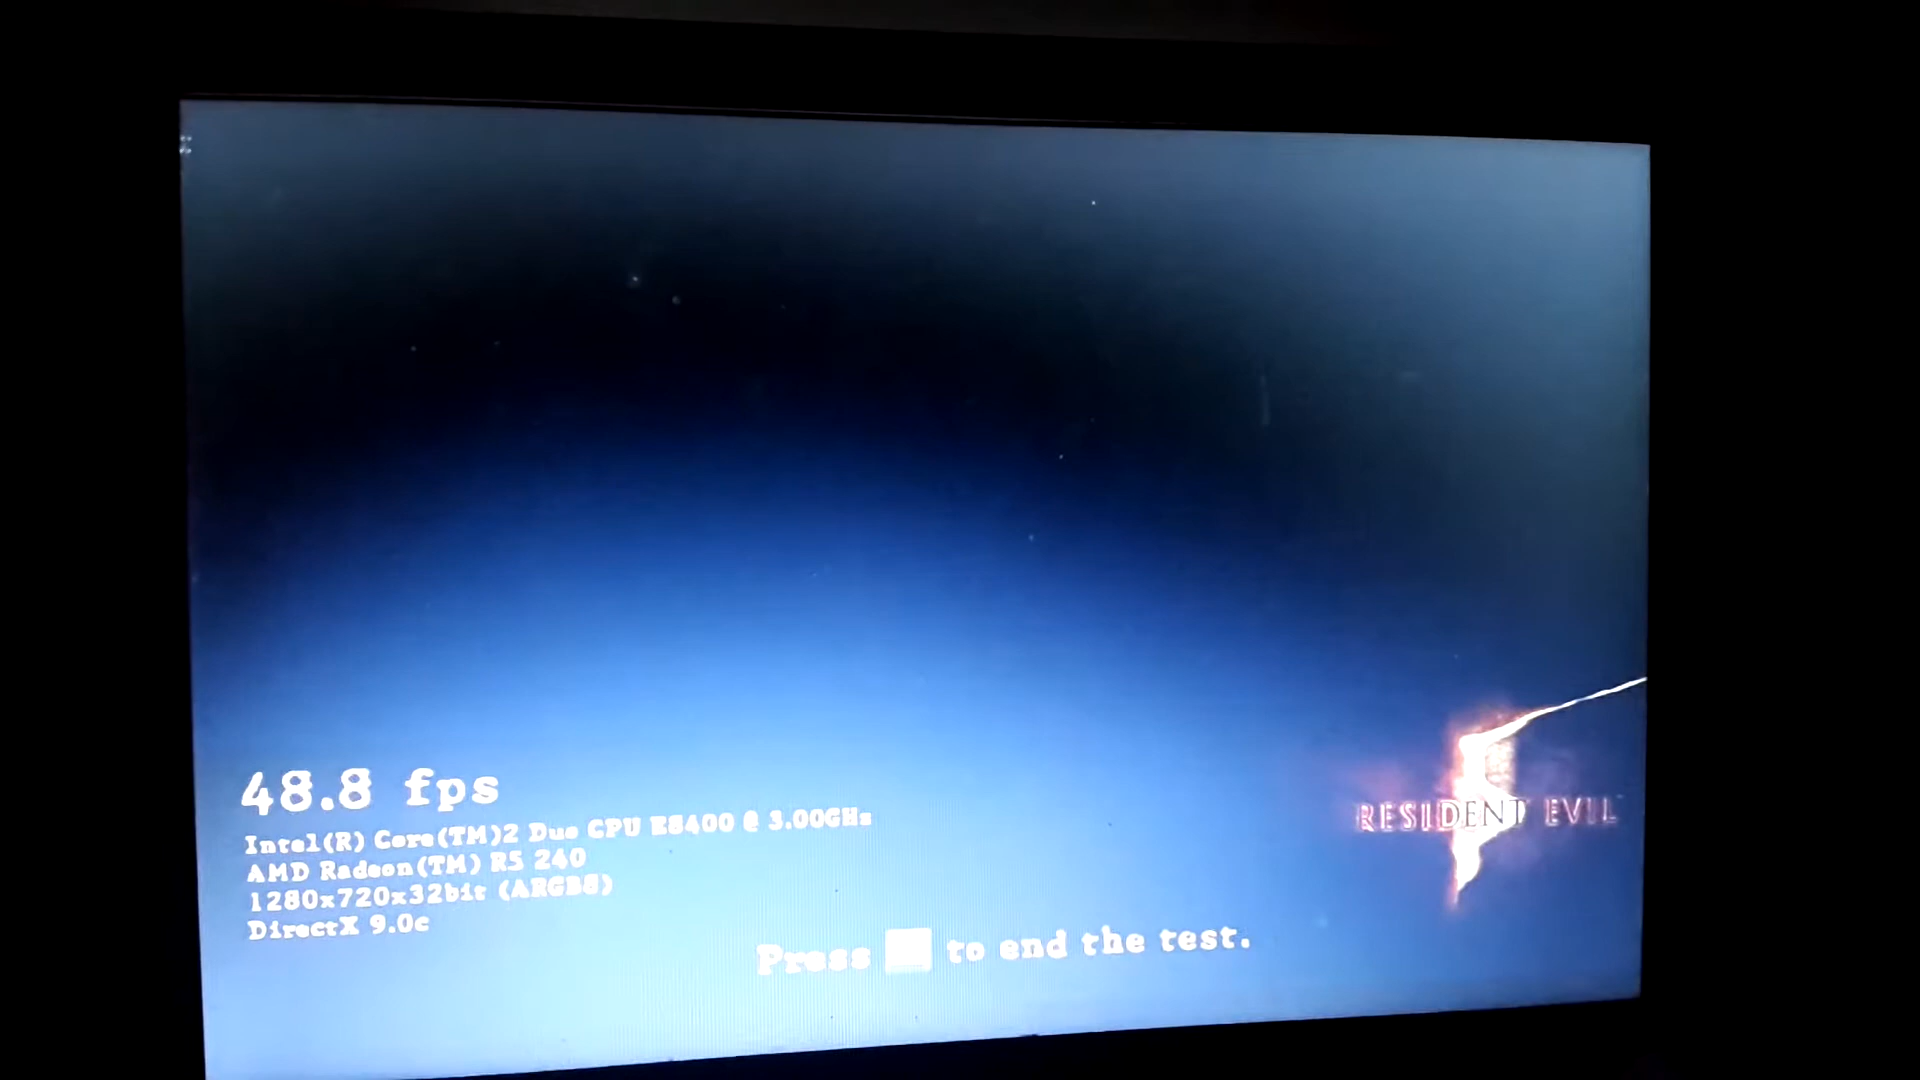 48.8 fps
Intel(R) Core(TM)2 Duo CPU E8400 @ 3.00GHz
AMD Radeon(TM) R5 240
1280x720x32bit (ARGB8)
DirectX 9.0c
Press to end the test.
RESIDENT EVIL
5